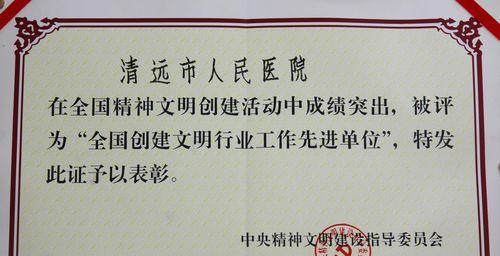 清远市人民医院
在全国精神文明创建活动中成绩突出，被评
为“全国创建文明行业工作先进单位”，特发
此证予以表彰。
中央精神文明建设指导委员会